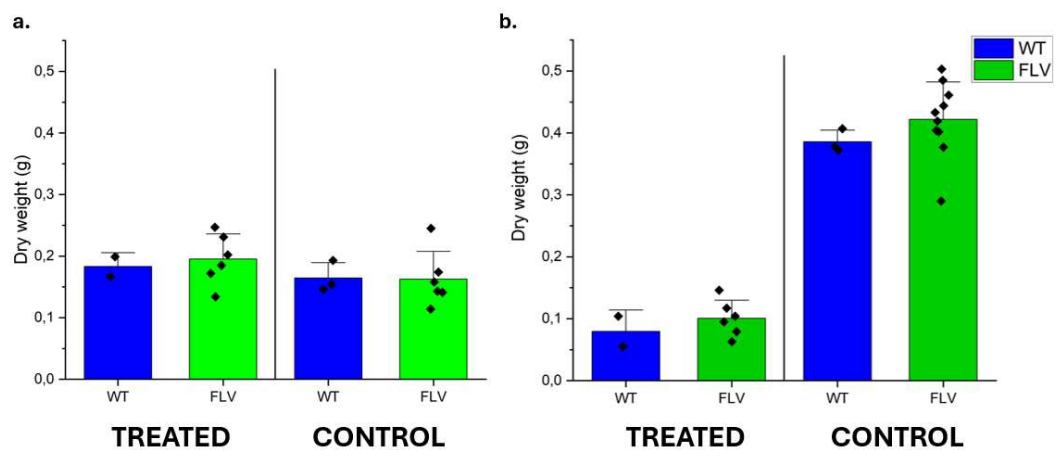 a.
Dry weight (g)
0,5
0,4
0,3
0,2
0,1
0,0
WT
FLV
WT
FLV
TREATED
CONTROL
b.
WT
FLV
Dry weight (g)
0,5
0,4
0,3
0,2
0,1
0,0
WT
FLV
WT
FLV
TREATED
CONTROL